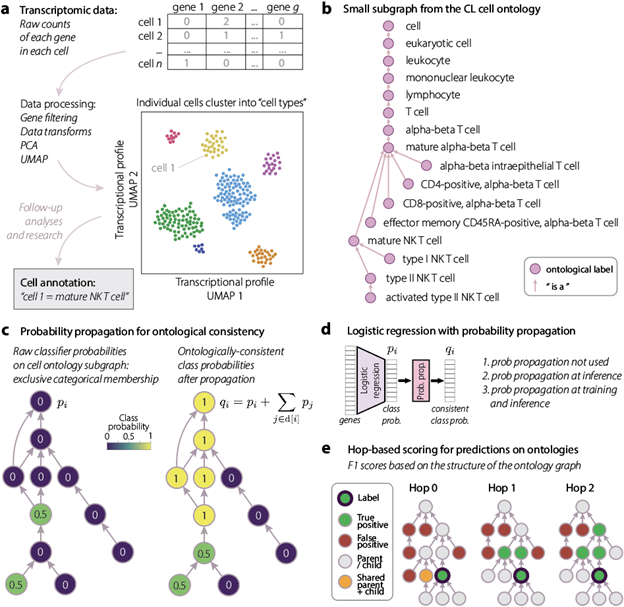 a Transcriptomic data:
Raw counts
of each gene
in each cell
gene 1 gene 2 ... gene g
cell 1 0 2 ... 0
cell 2 0 1 ... 1
... ... ... ... ...
cell n 1 0 ... 0
Data processing:
Gene filtering
Data transforms
PCA
UMAP
Individual cells cluster into "cell types"
cell 1
Transcriptional profile
UMAP 2
Transcriptional profile
UMAP 1
Follow-up
analyses
and research
Cell annotation:
"cell 1 = mature NK T cell"
b Small subgraph from the CL cell ontology
cell
eukaryotic cell
leukocyte
mononuclear leukocyte
lymphocyte
T cell
alpha-beta T cell
mature alpha-beta T cell
alpha-beta intraepithelial T cell
CD4-positive, alpha-beta T cell
CD8-positive, alpha-beta T cell
effector memory CD45RA-positive, alpha-beta T cell
mature NK T cell
type I NK T cell
type II NK T cell
activated type II NK T cell
ontological label
" is a "
c Probability propagation for ontological consistency
Raw classifier probabilities
on cell ontology subgraph:
exclusive categorical membership
Ontologically-consistent
class probabilities
after propagation
0 p_i
Class
probability
0 0.5 1
0
0 0 0 0
0.5 0
0 0
0.5 0
1 q_i = p_i + ∑ p_j
j∈d[i]
1
1 1 0
1 0
0.5 0
0.5 0
d Logistic regression with probability propagation
p_i q_i
Logistic
regression
Prob. prop.
genes
class
prob.
consistent
class prob.
1. prob propagation not used
2. prob propagation at inference
3. prob propagation at training
and inference
e Hop-based scoring for predictions on ontologies
F1 scores based on the structure of the ontology graph
Hop 0 Hop 1 Hop 2
Label
True
positive
False
positive
Parent
/ child
Shared
parent
+ child